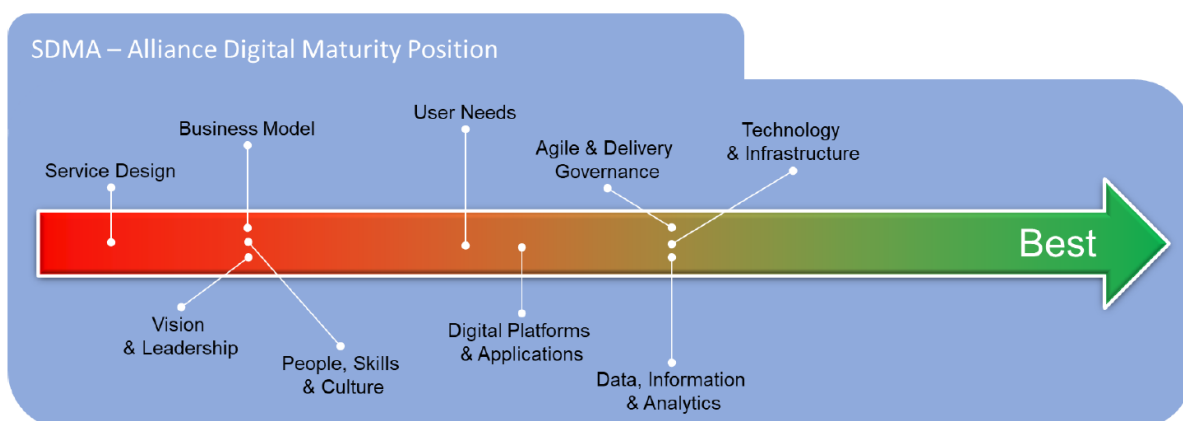 SDMA – Alliance Digital Maturity Position
Service Design
Business Model
User Needs
Agile & Delivery
Governance
Technology
& Infrastructure
Best
Vision
& Leadership
People, Skills
& Culture
Digital Platforms
& Applications
Data, Information
& Analytics